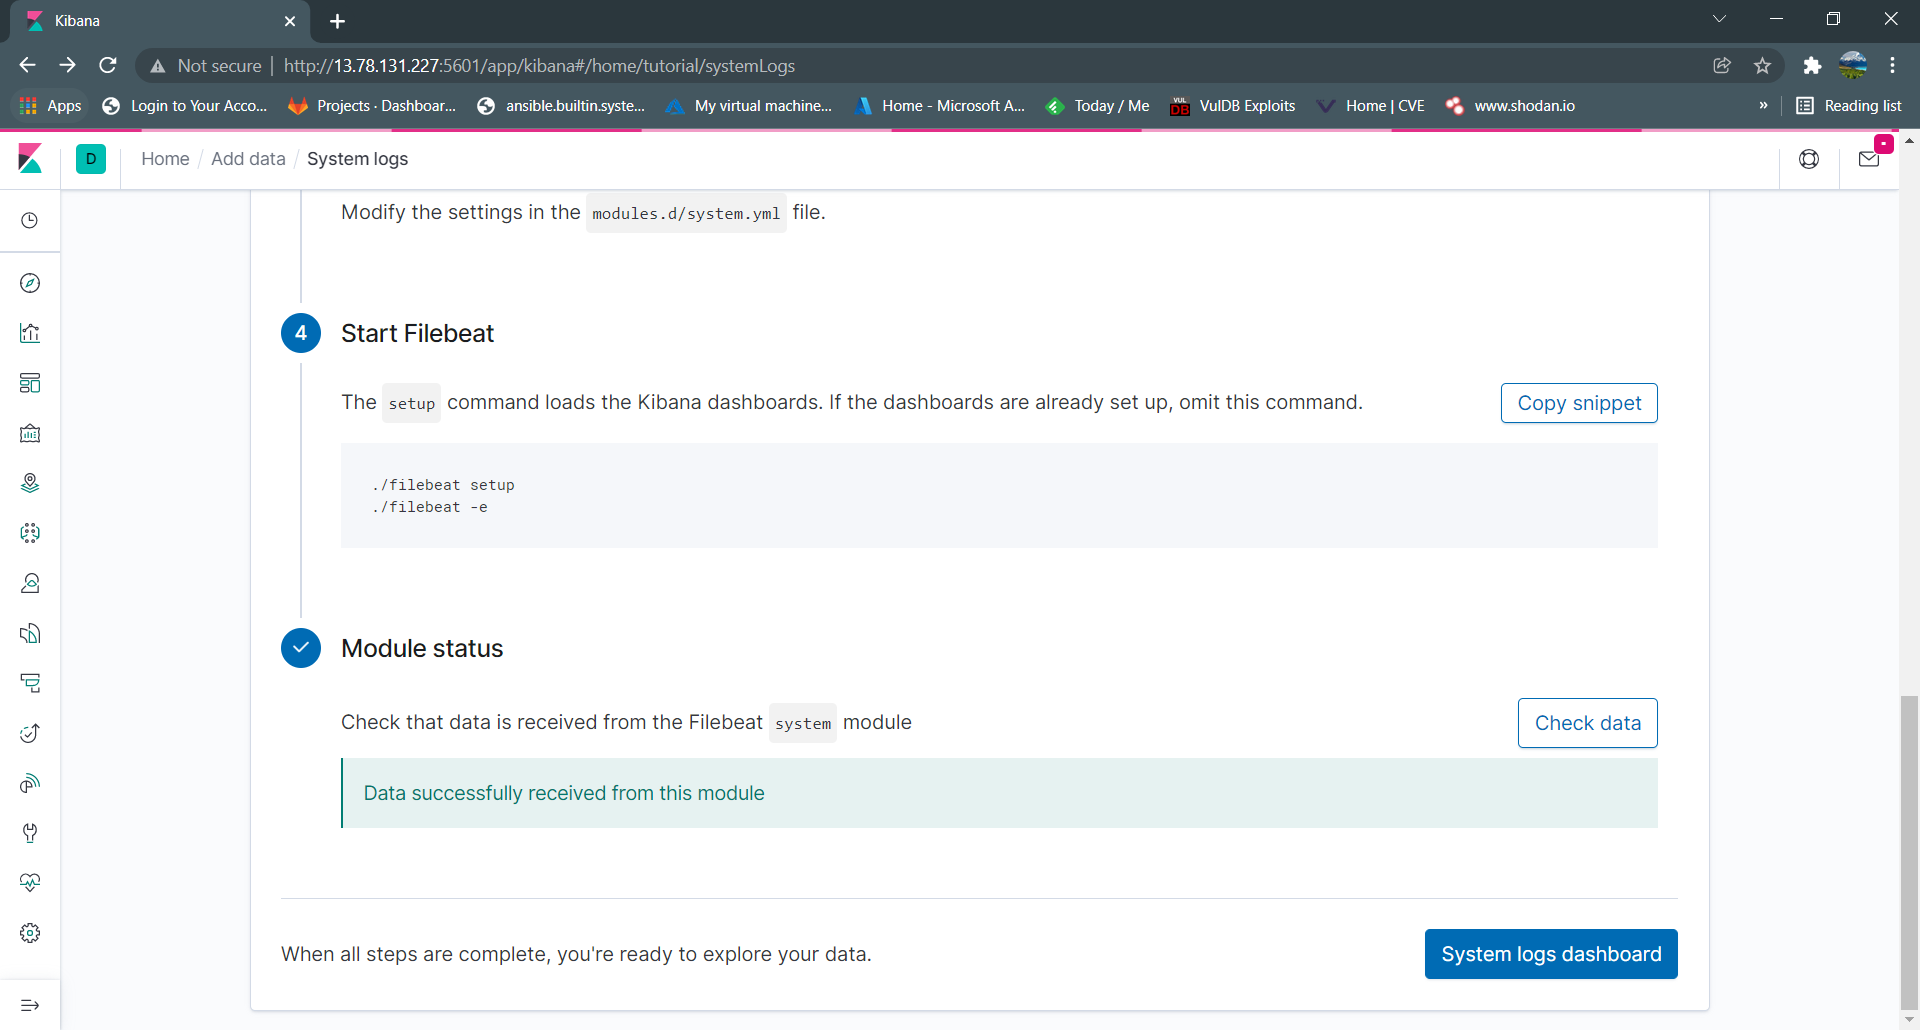 Kibana
Not secure | http://13.78.131.227:5601/app/kibana#/home/tutorial/systemLogs
Apps Login to Your Acco... Projects · Dashboar... ansible.builtin.syste... My virtual machine... Home - Microsoft A... Today / Me VUL DB VulDB Exploits Home | CVE www.shodan.io » Reading list
D Home / Add data / System logs
Modify the settings in the modules.d/system.yml file.
4 Start Filebeat
The setup command loads the Kibana dashboards. If the dashboards are already set up, omit this command. Copy snippet
./filebeat setup
./filebeat -e
Module status
Check that data is received from the Filebeat system module Check data
Data successfully received from this module
When all steps are complete, you're ready to explore your data. System logs dashboard